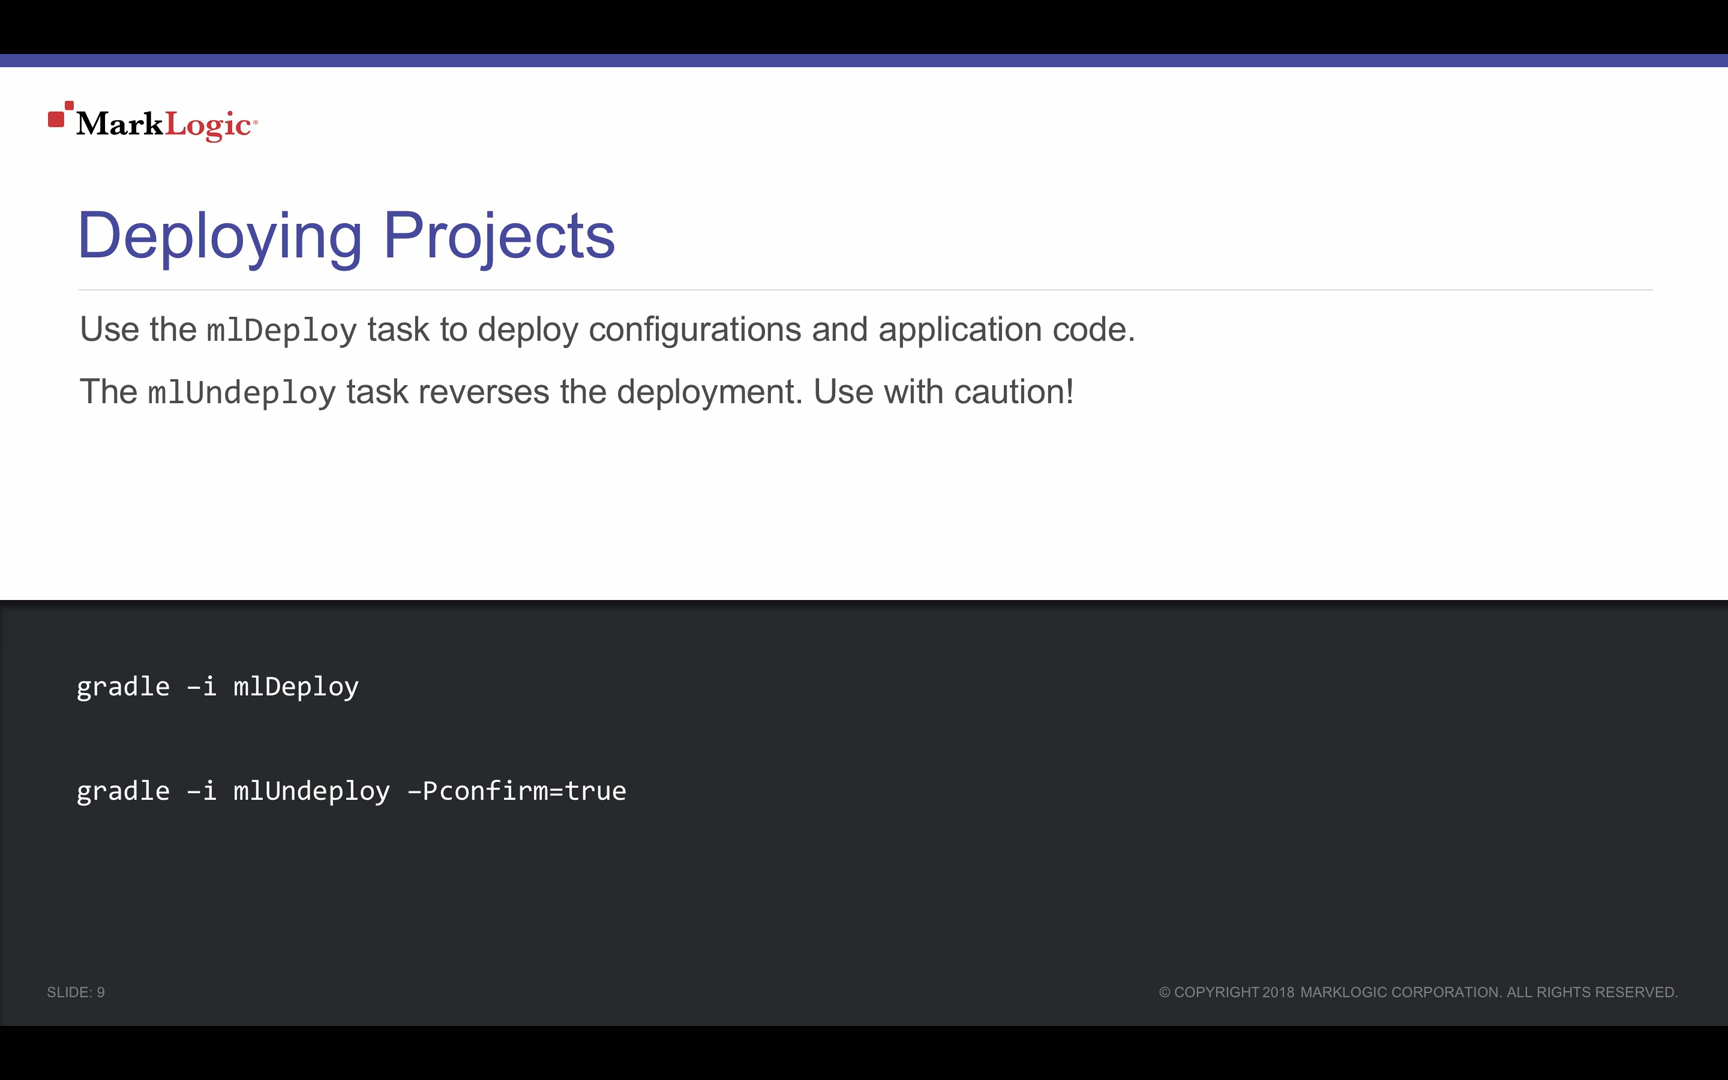 MarkLogic®
Deploying Projects
Use the mlDeploy task to deploy configurations and application code.
The mlUndeploy task reverses the deployment. Use with caution!
gradle –i mlDeploy
gradle –i mlUndeploy –Pconfirm=true
SLIDE: 9
© COPYRIGHT 2018 MARKLOGIC CORPORATION. ALL RIGHTS RESERVED.